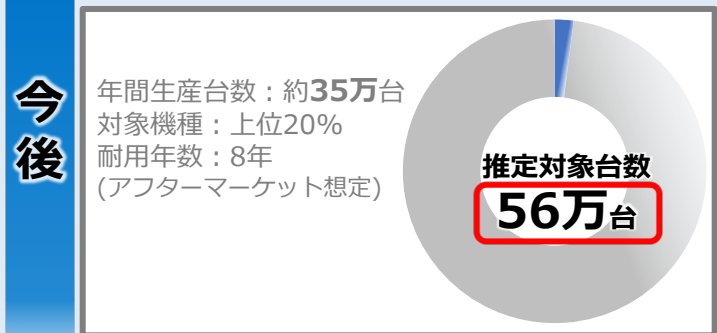 今後
年間生産台数：約35万台
対象機種：上位20%
耐用年数：8年
(アフターマーケット想定)
推定対象台数
56万台